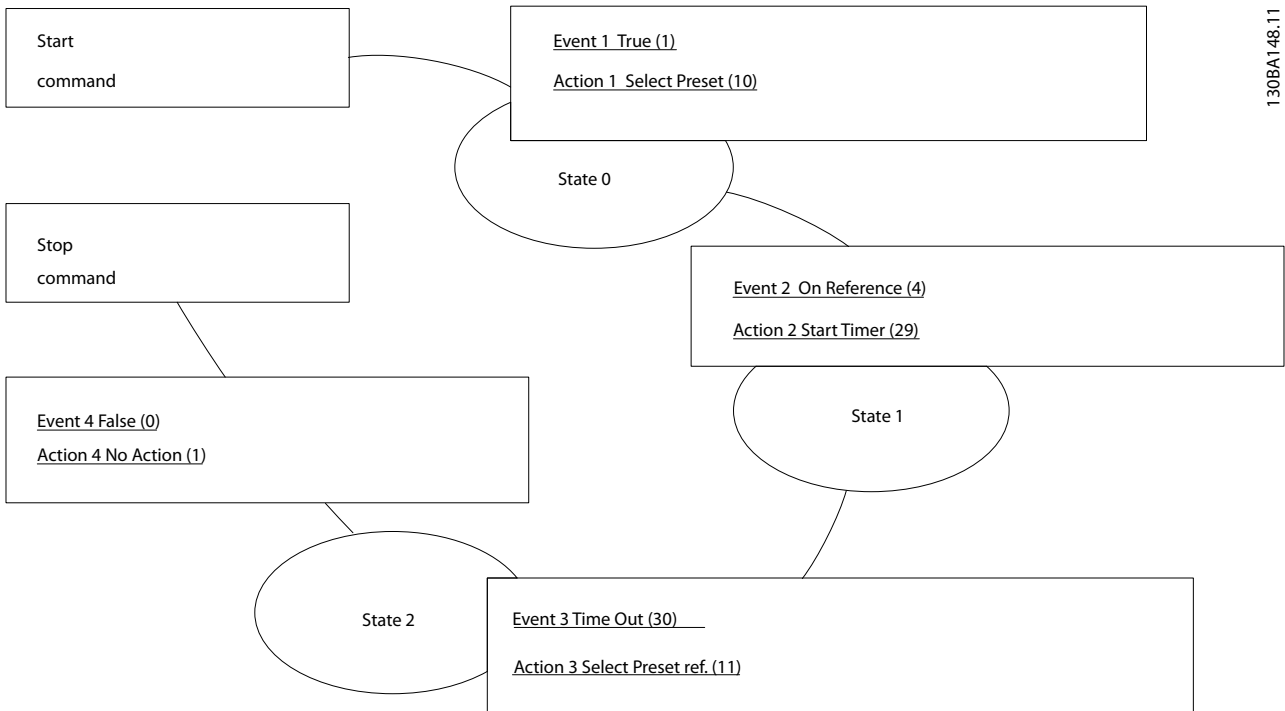 Start
command
Event 1 True (1)
Action 1 Select Preset (10)
130BA148.11
State 0
Stop
command
Event 2 On Reference (4)
Action 2 Start Timer (29)
State 1
Event 4 False (0)
Action 4 No Action (1)
State 2
Event 3 Time Out (30)
Action 3 Select Preset ref. (11)